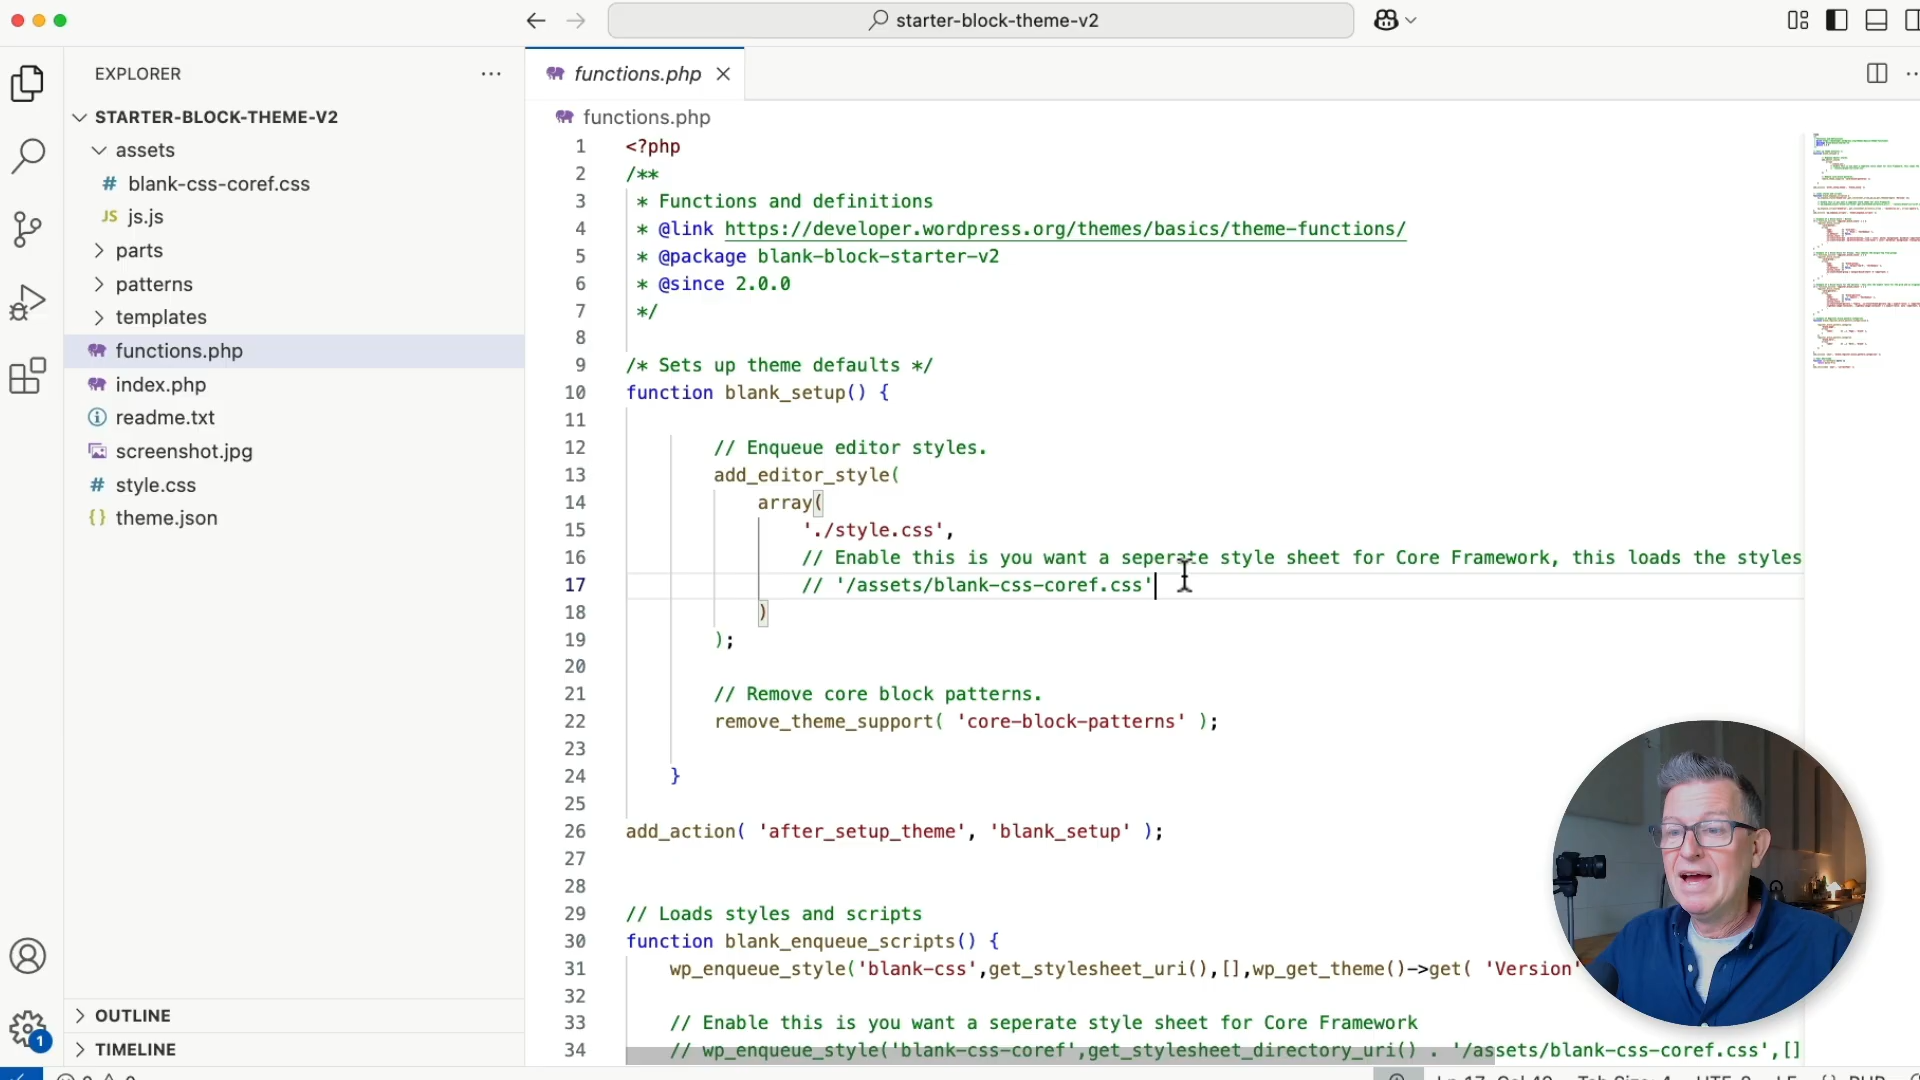 starter-block-theme-v2
EXPLORER
STARTER-BLOCK-THEME-V2
assets
# blank-css-coref.css
JS js.js
parts
patterns
templates
functions.php
index.php
readme.txt
screenshot.jpg
# style.css
{} theme.json
OUTLINE
TIMELINE
1
functions.php
functions.php
1 <?php
2 /**
3 * Functions and definitions
4 * @link https://developer.wordpress.org/themes/basics/theme-functions/
5 * @package blank-block-starter-v2
6 * @since 2.0.0
7 */
8
9 /* Sets up theme defaults */
10 function blank_setup() {
11
12 // Enqueue editor styles.
13 add_editor_style(
14 array(
15 './style.css',
16 // Enable this is you want a seperate style sheet for Core Framework, this loads the styles
17 // '/assets/blank-css-coref.css'
18 )
19 );
20
21 // Remove core block patterns.
22 remove_theme_support( 'core-block-patterns' );
23
24 }
25
26 add_action( 'after_setup_theme', 'blank_setup' );
27
28
29 // Loads styles and scripts
30 function blank_enqueue_scripts() {
31 wp_enqueue_style('blank-css',get_stylesheet_uri(),[],wp_get_theme()->get( 'Version'
32
33 // Enable this is you want a seperate style sheet for Core Framework
34 // wp_enqueue_style('blank-css-coref',get_stylesheet_directory_uri() . '/assets/blank-css-coref.css',[]